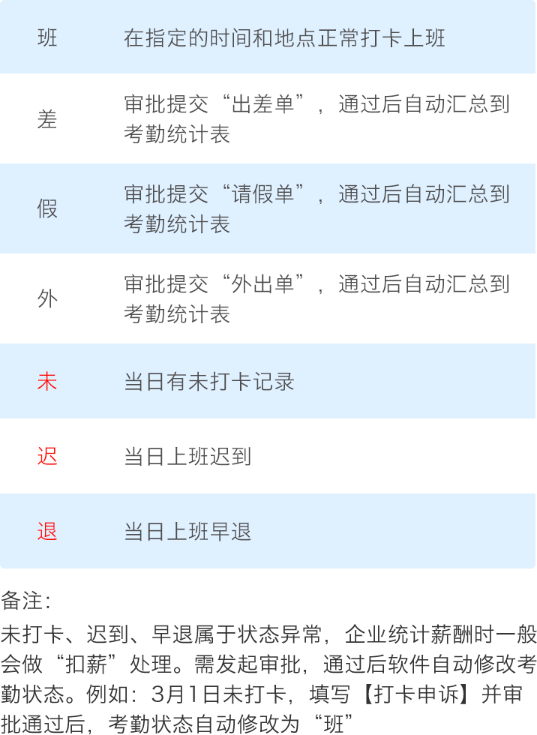 班 在指定的时间和地点正常打卡上班
差 审批提交“出差单”，通过后自动汇总到
考勤统计表
假 审批提交“请假单”，通过后自动汇总到
考勤统计表
外 审批提交“外出单”，通过后自动汇总到
考勤统计表
未 当日有未打卡记录
迟 当日上班迟到
退 当日上班早退
备注：
未打卡、迟到、早退属于状态异常，企业统计薪酬时一般
会做“扣薪”处理。需发起审批，通过后软件自动修改考
勤状态。例如：3月1日未打卡，填写【打卡申诉】并审
批通过后，考勤状态自动修改为“班”